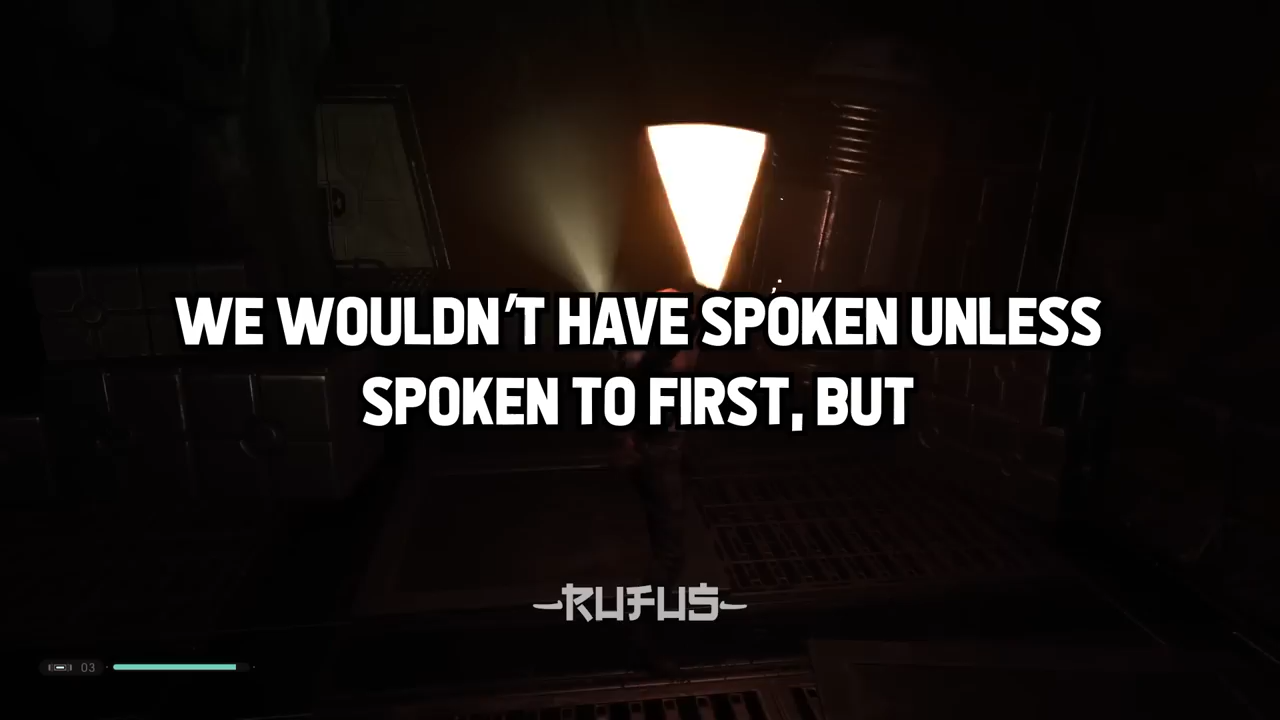 WE WOULDN'T HAVE SPOKEN UNLESS
SPOKEN TO FIRST, BUT
-RUFUS-
03